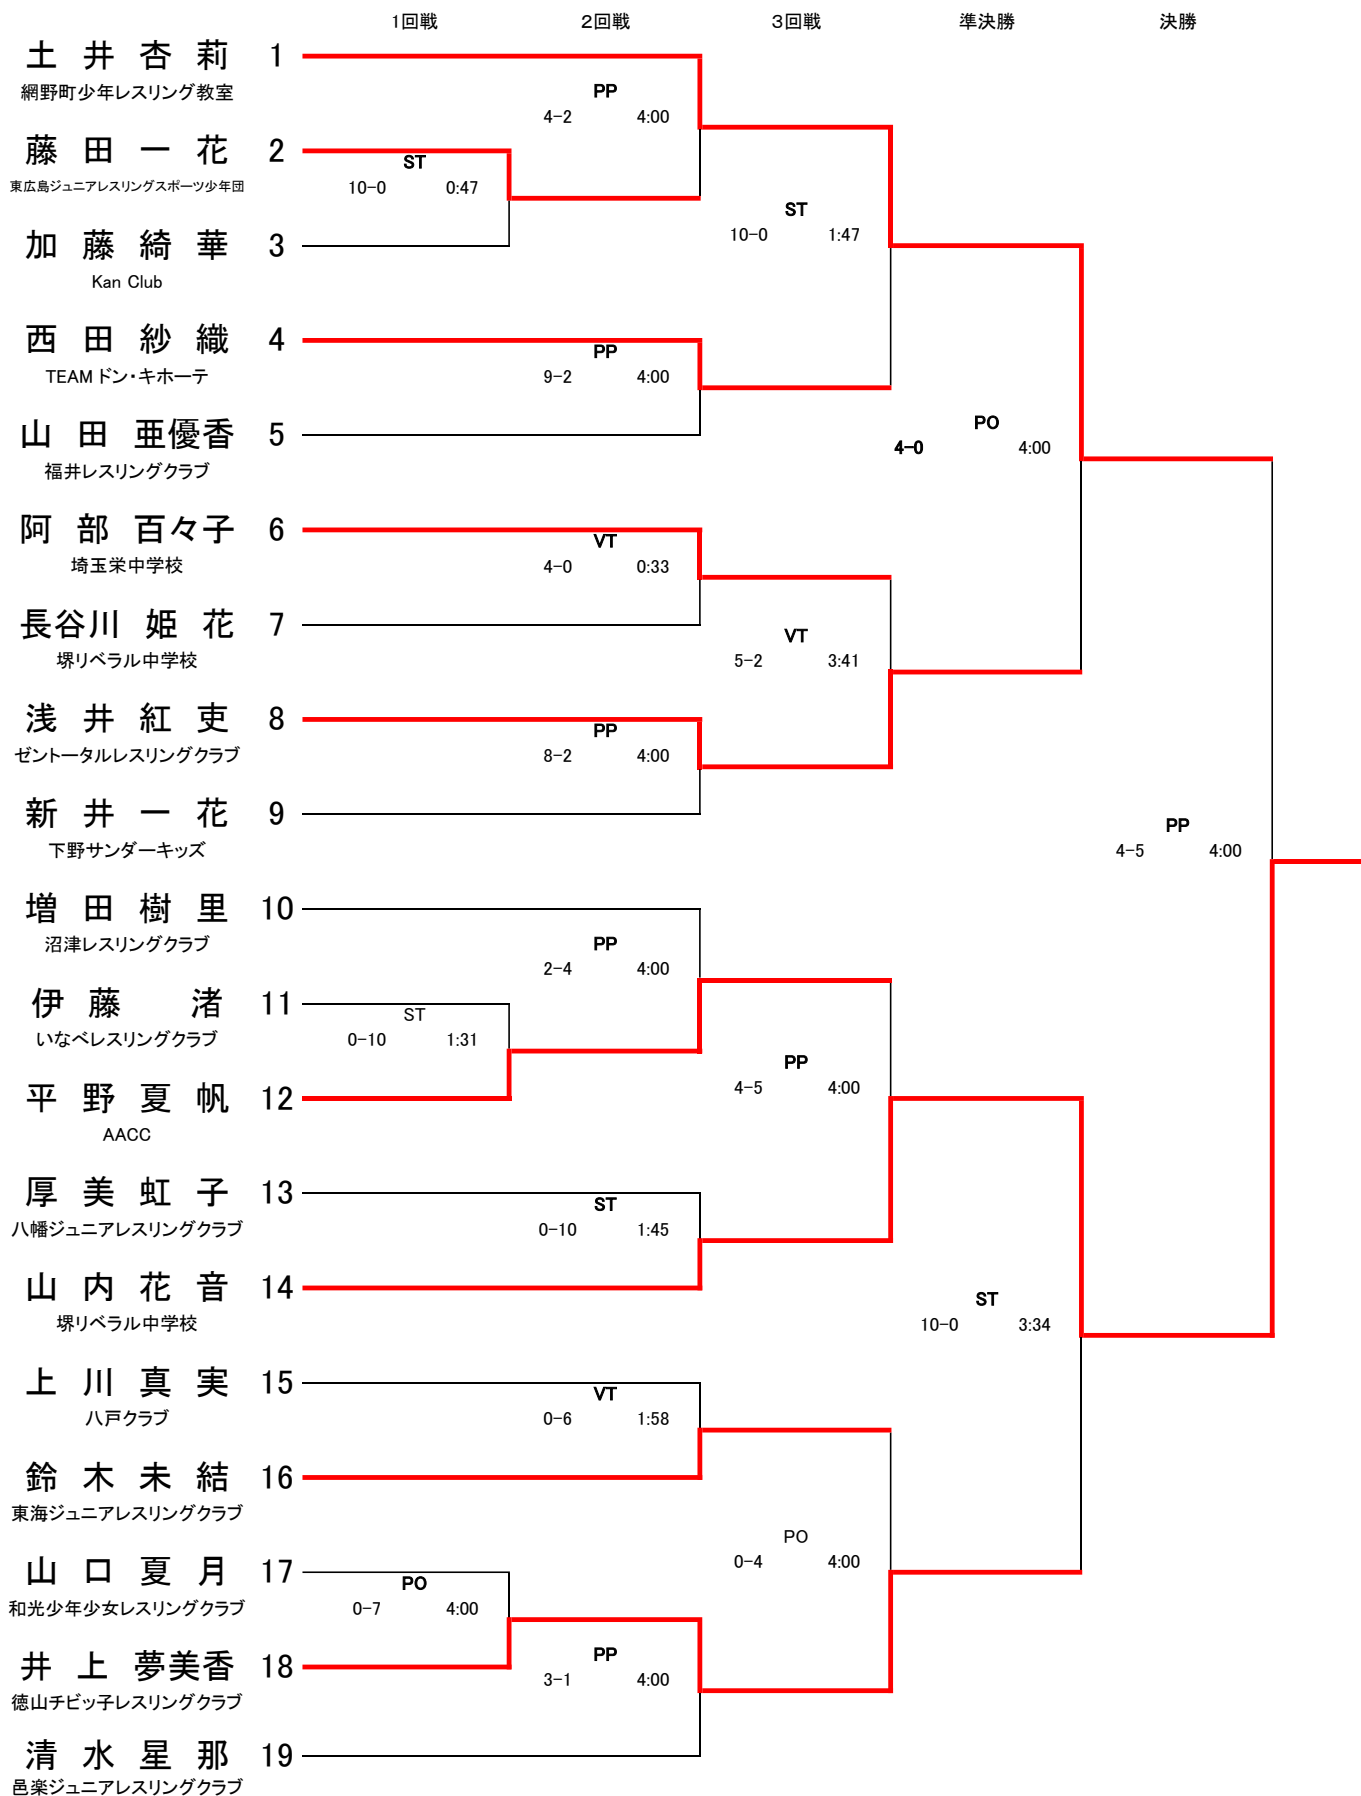 1回戦 2回戦 3回戦 準決勝 決勝
土 井 杏 莉 1
網野町少年レスリング教室
PP
4-2 4:00
藤 田 一 花 2
東広島ジュニアレスリングスポーツ少年団
ST
10-0 0:47
ST
10-0 1:47
加 藤 綺 華 3
Kan Club
西 田 紗 織 4
TEAM ドン・キホーテ
PP
9-2 4:00
山 田 亜優香 5
福井レスリングクラブ
PO
4-0 4:00
阿 部 百々子 6
埼玉栄中学校
VT
4-0 0:33
長谷川 姫 花 7
堺リベラル中学校
VT
5-2 3:41
浅 井 紅 吏 8
ゼントータルレスリングクラブ
PP
8-2 4:00
新 井 一 花 9
下野サンダーキッズ
PP
4-5 4:00
増 田 樹 里 10
沼津レスリングクラブ
PP
2-4 4:00
伊 藤 渚 11
いなべレスリングクラブ
ST
0-10 1:31
PP
4-5 4:00
平 野 夏 帆 12
AACC
厚 美 虹 子 13
八幡ジュニアレスリングクラブ
ST
0-10 1:45
山 内 花 音 14
堺リベラル中学校
ST
10-0 3:34
上 川 真 実 15
八戸クラブ
VT
0-6 1:58
鈴 木 未 結 16
東海ジュニアレスリングクラブ
PO
0-4 4:00
山 口 夏 月 17
和光少年少女レスリングクラブ
PO
0-7 4:00
井 上 夢美香 18
徳山チビッ子レスリングクラブ
PP
3-1 4:00
清 水 星 那 19
邑楽ジュニアレスリングクラブ